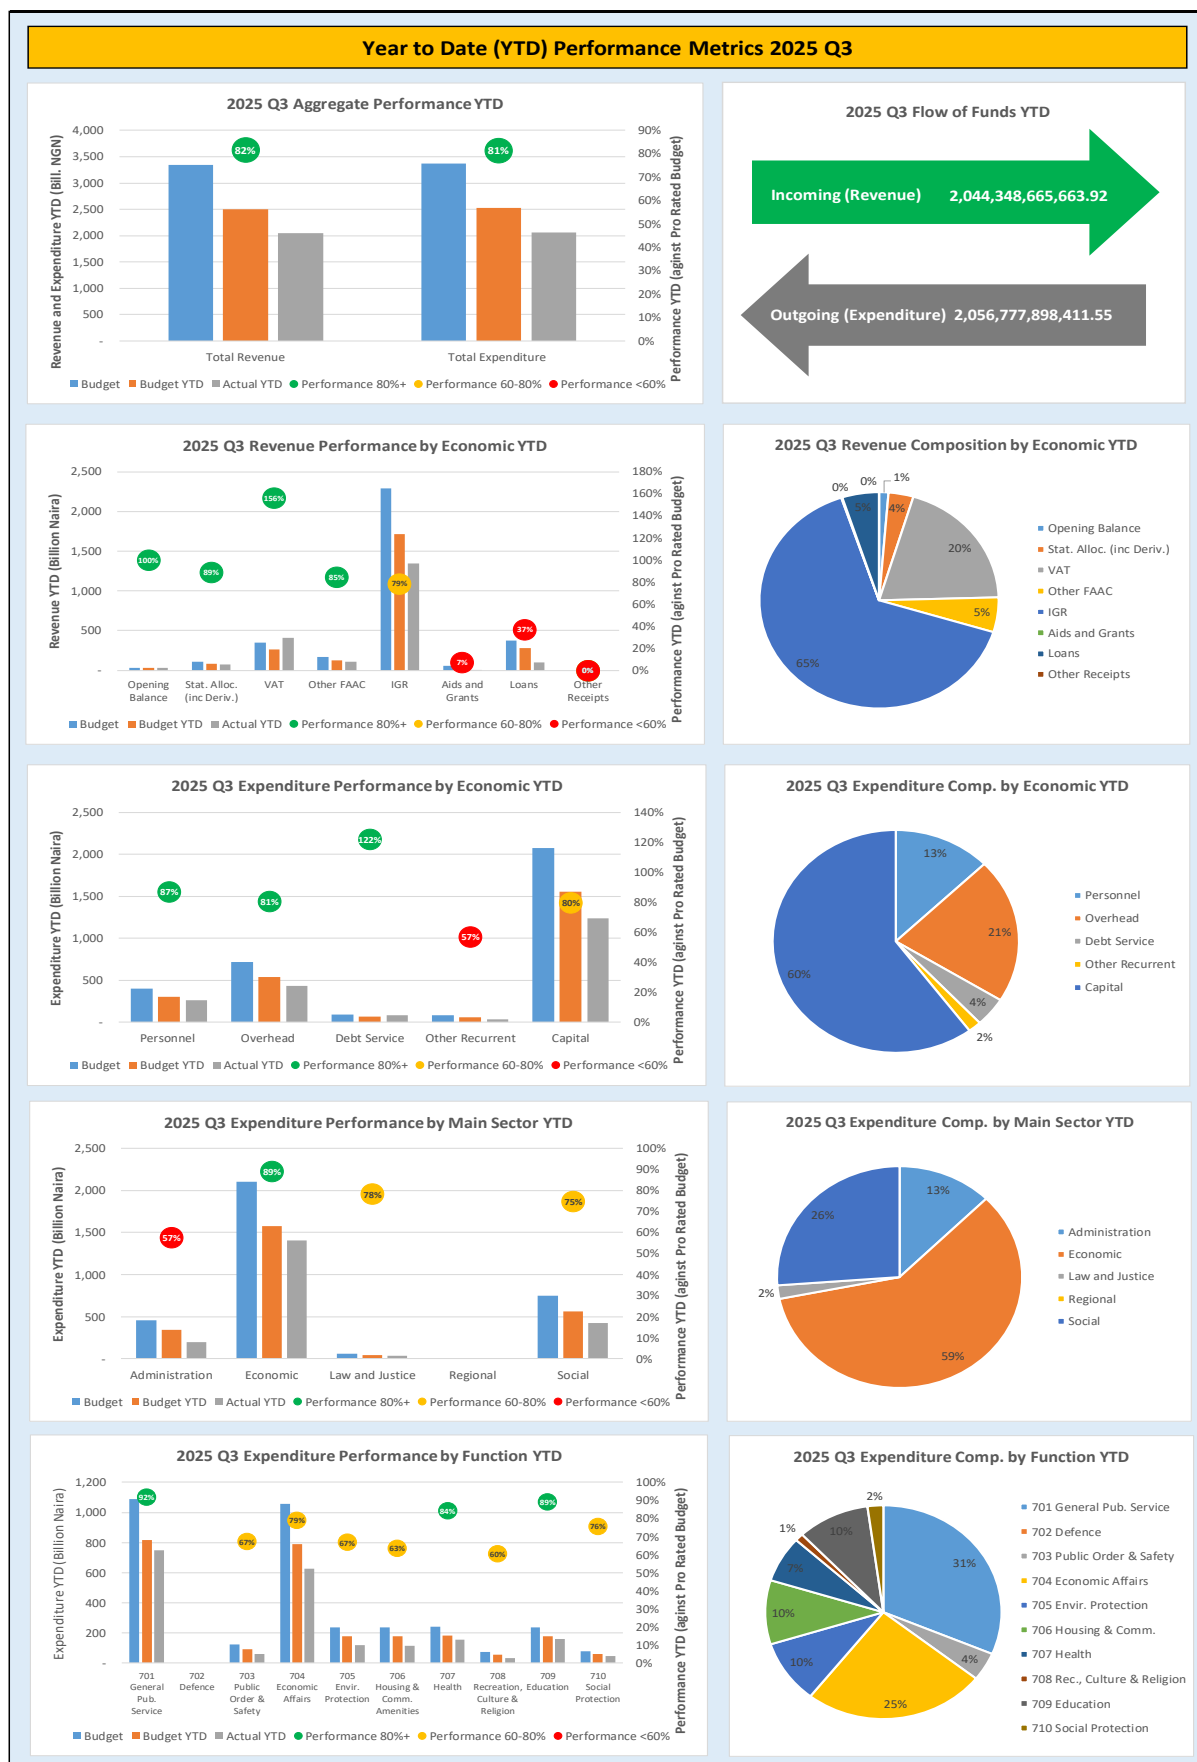 Year to Date (YTD) Performance Metrics 2025 Q3
2025 Q3 Aggregate Performance YTD
Revenue and Expenditure YTD (Bill. NGN)
4,000
3,500
3,000
2,500
2,000
1,500
1,000
500
-
90%
80%
70%
60%
50%
40%
30%
20%
10%
0%
Performance YTD (aginst Pro Rated Budget)
82%
81%
Total Revenue
Total Expenditure
Budget
Budget YTD
Actual YTD
Performance 80%+
Performance 60-80%
Performance <60%
2025 Q3 Flow of Funds YTD
Incoming (Revenue) 2,044,348,665,663.92
Outgoing (Expenditure) 2,056,777,898,411.55
2025 Q3 Revenue Performance by Economic YTD
Revenue YTD (Billion Naira)
2,500
2,000
1,500
1,000
500
-
180%
160%
140%
120%
100%
80%
60%
40%
20%
0%
Performance YTD (aginst Pro Rated Budget)
100%
89%
156%
85%
79%
7%
37%
0%
Opening
Balance
Stat. Alloc.
(inc Deriv.)
VAT
Other FAAC
IGR
Aids and
Grants
Loans
Other
Receipts
Budget
Budget YTD
Actual YTD
Performance 80%+
Performance 60-80%
Performance <60%
2025 Q3 Revenue Composition by Economic YTD
0%
0%
1%
5%
4%
20%
5%
65%
Opening Balance
Stat. Alloc. (inc Deriv.)
VAT
Other FAAC
IGR
Aids and Grants
Loans
Other Receipts
2025 Q3 Expenditure Performance by Economic YTD
Expenditure YTD (Billion Naira)
2,500
2,000
1,500
1,000
500
-
140%
120%
100%
80%
60%
40%
20%
0%
Performance YTD (aginst Pro Rated Budget)
87%
81%
122%
57%
80%
Personnel
Overhead
Debt Service
Other Recurrent
Capital
Budget
Budget YTD
Actual YTD
Performance 80%+
Performance 60-80%
Performance <60%
2025 Q3 Expenditure Comp. by Economic YTD
13%
21%
4%
2%
60%
Personnel
Overhead
Debt Service
Other Recurrent
Capital
2025 Q3 Expenditure Performance by Main Sector YTD
Expenditure YTD (Billion Naira)
2,500
2,000
1,500
1,000
500
-
100%
90%
80%
70%
60%
50%
40%
30%
20%
10%
0%
Performance YTD (aginst Pro Rated Budget)
57%
89%
78%
75%
Administration
Economic
Law and Justice
Regional
Social
Budget
Budget YTD
Actual YTD
Performance 80%+
Performance 60-80%
Performance <60%
2025 Q3 Expenditure Comp. by Main Sector YTD
13%
26%
2%
59%
Administration
Economic
Law and Justice
Regional
Social
2025 Q3 Expenditure Performance by Function YTD
Expenditure YTD (Billion Naira)
1,200
1,000
800
600
400
200
-
100%
90%
80%
70%
60%
50%
40%
30%
20%
10%
0%
Performance YTD (aginst Pro Rated Budget)
92%
67%
79%
67%
63%
84%
60%
89%
76%
701
General
Pub.
Service
702
Defence
703
Public
Order &
Safety
704
Economic
Affairs
705
Envir.
Protection
706
Housing &
Comm.
Amenities
707
Health
708
Recreation,
Culture &
Religion
709
Education
710
Social
Protection
Budget
Budget YTD
Actual YTD
Performance 80%+
Performance 60-80%
Performance <60%
2025 Q3 Expenditure Comp. by Function YTD
2%
1%
10%
7%
31%
10%
4%
10%
25%
701 General Pub. Service
702 Defence
703 Public Order & Safety
704 Economic Affairs
705 Envir. Protection
706 Housing & Comm.
707 Health
708 Rec., Culture & Religion
709 Education
710 Social Protection